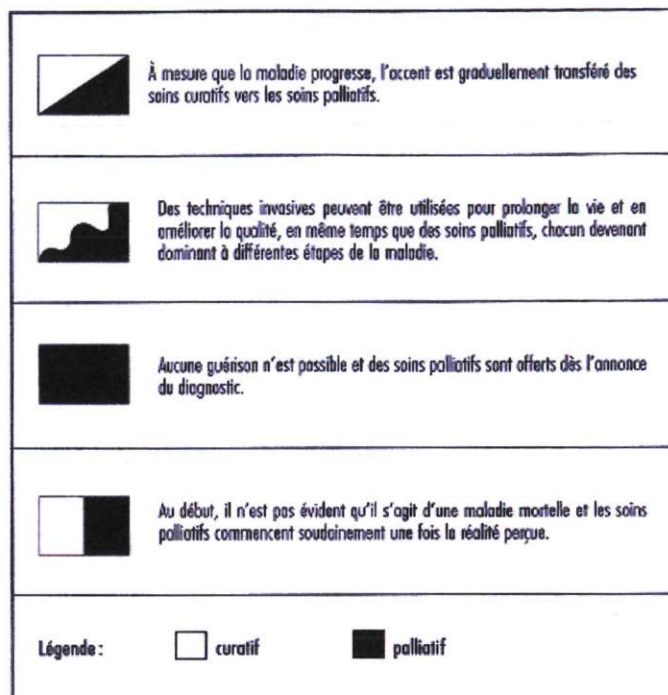 À mesure que la maladie progresse, l'accent est graduellement transféré des
soins curatifs vers les soins palliatifs.
Des techniques invasives peuvent être utilisées pour prolonger la vie et en
améliorer la qualité, en même temps que des soins palliatifs, chacun devenant
dominant à différentes étapes de la maladie.
Aucune guérison n'est possible et des soins palliatifs sont offerts dès l'annonce
du diagnostic.
Au début, il n'est pas évident qu'il s'agit d'une maladie mortelle et les soins
palliatifs commencent soudainement une fois la réalité perçue.
Légende : curatif palliatif